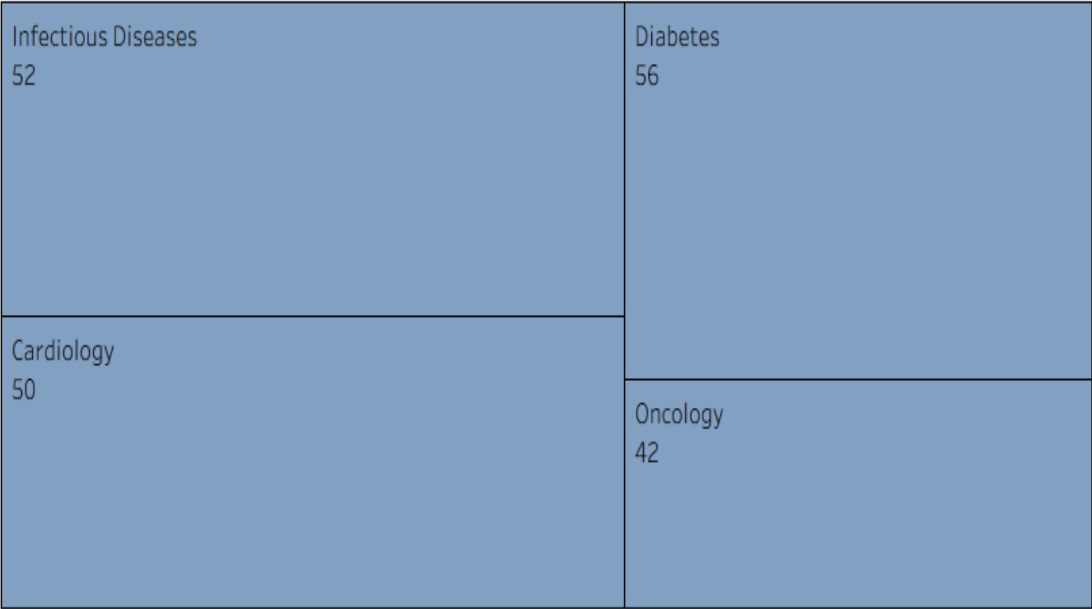 Infectious Diseases
52
Diabetes
56
Cardiology
50
Oncology
42